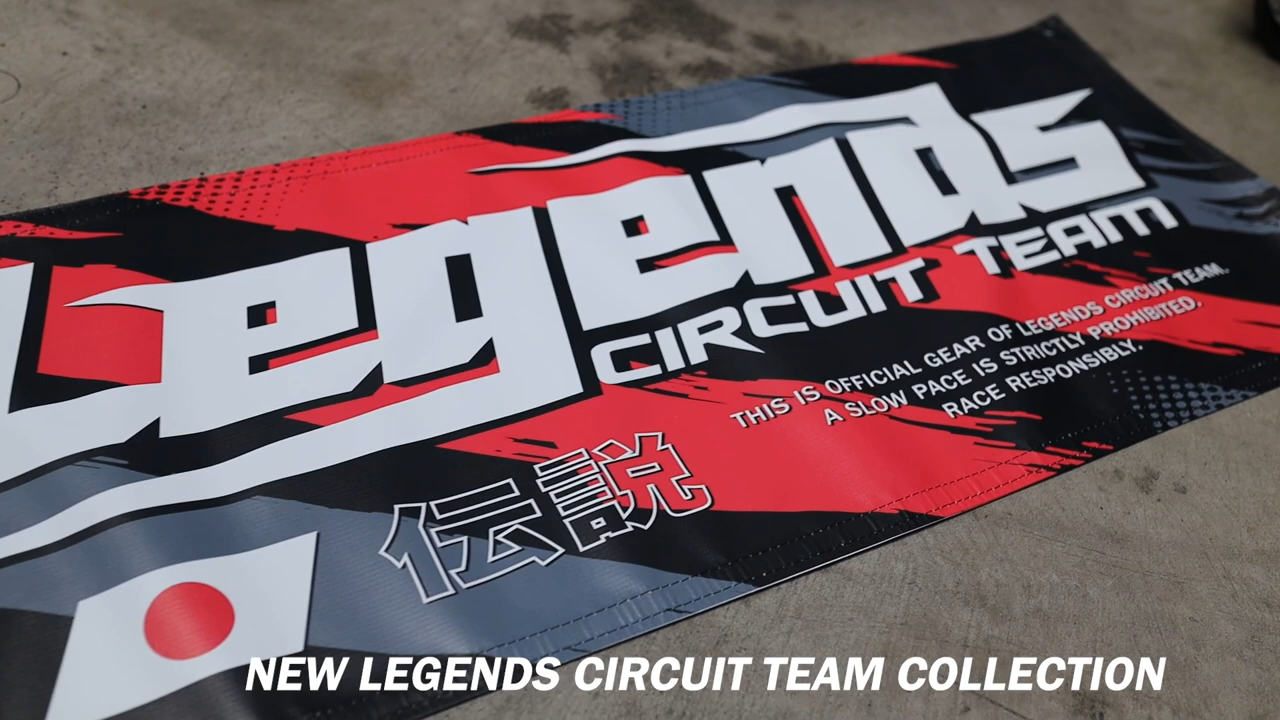 Legends
CIRCUIT TEAM
THIS IS OFFICIAL GEAR OF LEGENDS CIRCUIT TEAM.
A SLOW PACE IS STRICTLY PROHIBITED.
RACE RESPONSIBLY.
伝説
NEW LEGENDS CIRCUIT TEAM COLLECTION